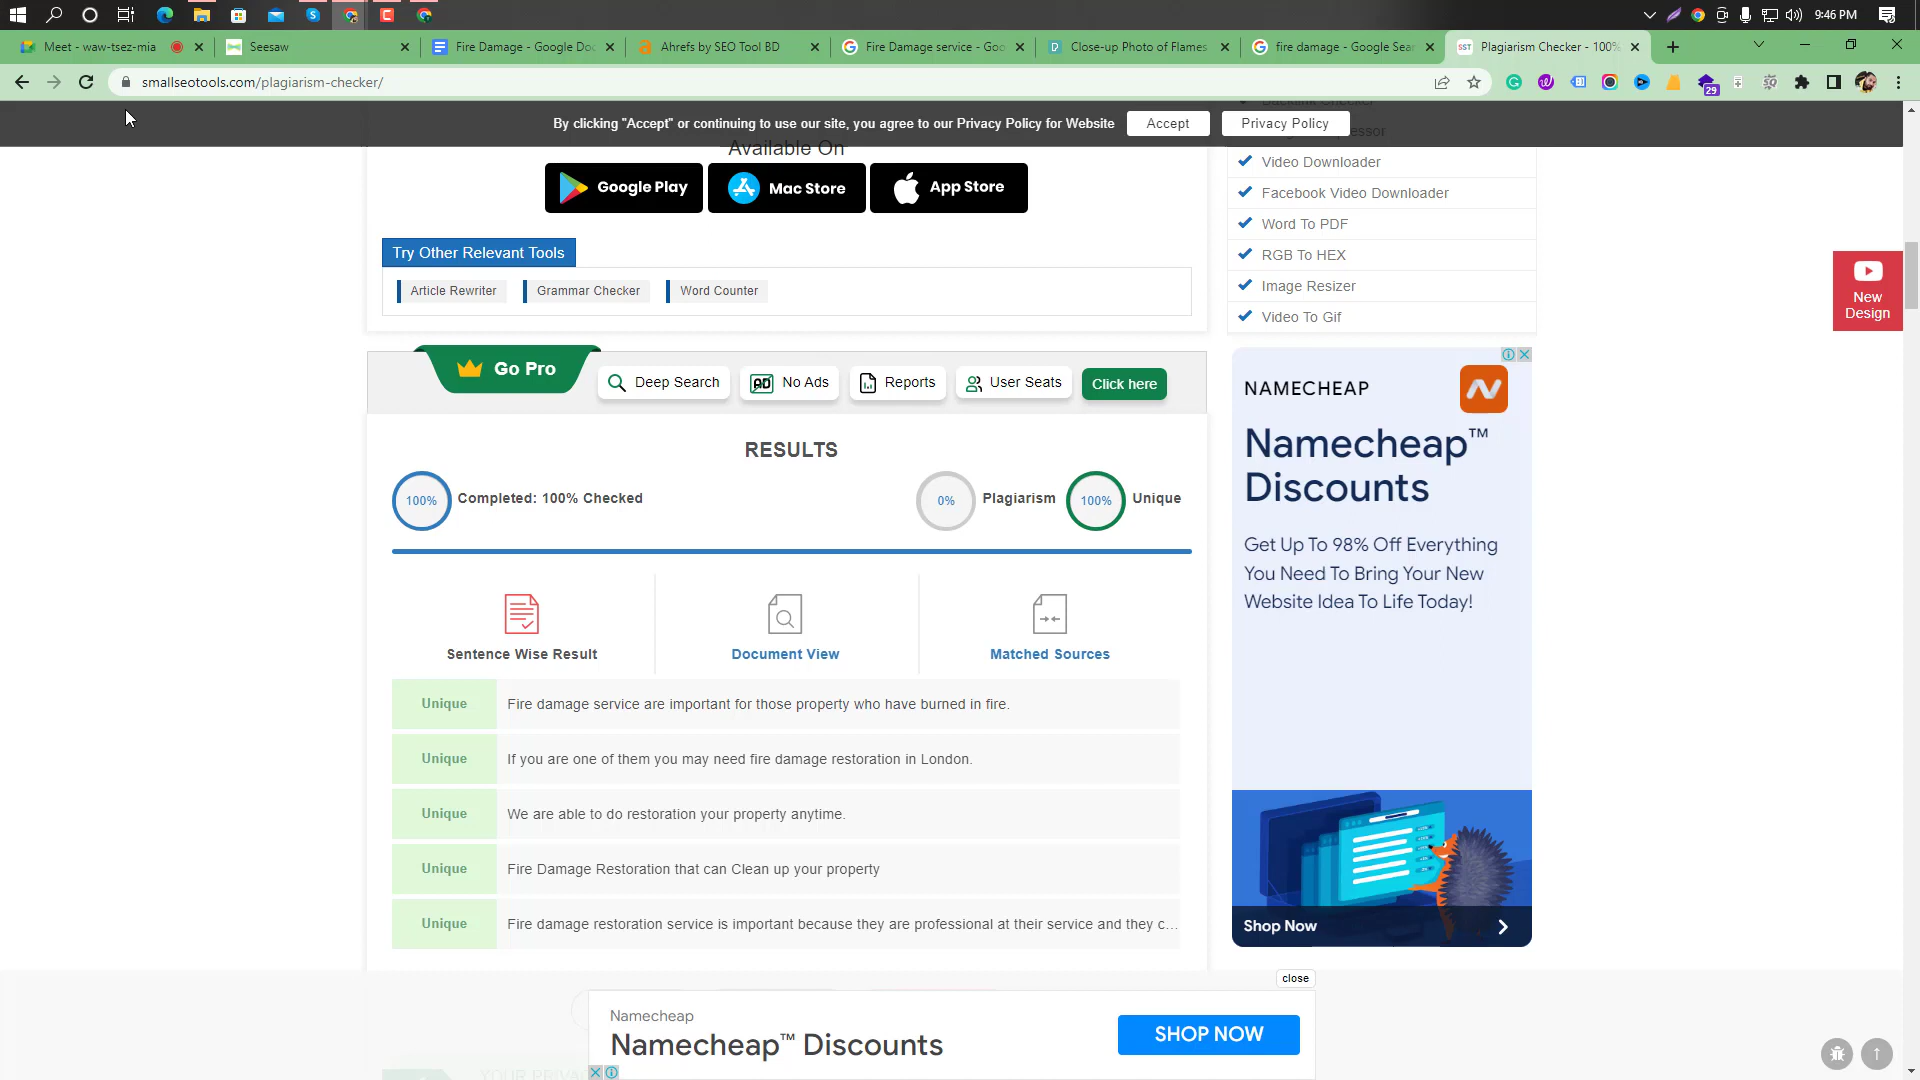 9:46 PM
Meet - waw-tsez-mia
Seesaw
Fire Damage - Google Doc
Ahrefs by SEO Tool BD
Fire Damage service - Goo
Close-up Photo of Flames
fire damage - Google Sear
SST
Plagiarism Checker - 100%
smallseotools.com/plagiarism-checker/
29
By clicking "Accept" or continuing to use our site, you agree to our Privacy Policy for Website
Accept
Privacy Policy
Backlink Checker
Available On
Google Play
Mac Store
App Store
Video Downloader
Facebook Video Downloader
Word To PDF
RGB To HEX
Image Resizer
Video To Gif
Try Other Relevant Tools
Article Rewriter
Grammar Checker
Word Counter
New
Design
Go Pro
Deep Search
AD
No Ads
Reports
User Seats
Click here
RESULTS
100%
Completed: 100% Checked
0%
Plagiarism
100%
Unique
Sentence Wise Result
Document View
Matched Sources
Unique
Fire damage service are important for those property who have burned in fire.
Unique
If you are one of them you may need fire damage restoration in London.
Unique
We are able to do restoration your property anytime.
Unique
Fire Damage Restoration that can Clean up your property
Unique
Fire damage restoration service is important because they are professional at their service and they c...
NAMECHEAP
Namecheap™
Discounts
Get Up To 98% Off Everything
You Need To Bring Your New
Website Idea To Life Today!
Shop Now
close
Namecheap
Namecheap™ Discounts
SHOP NOW
YOUR PRIVAC